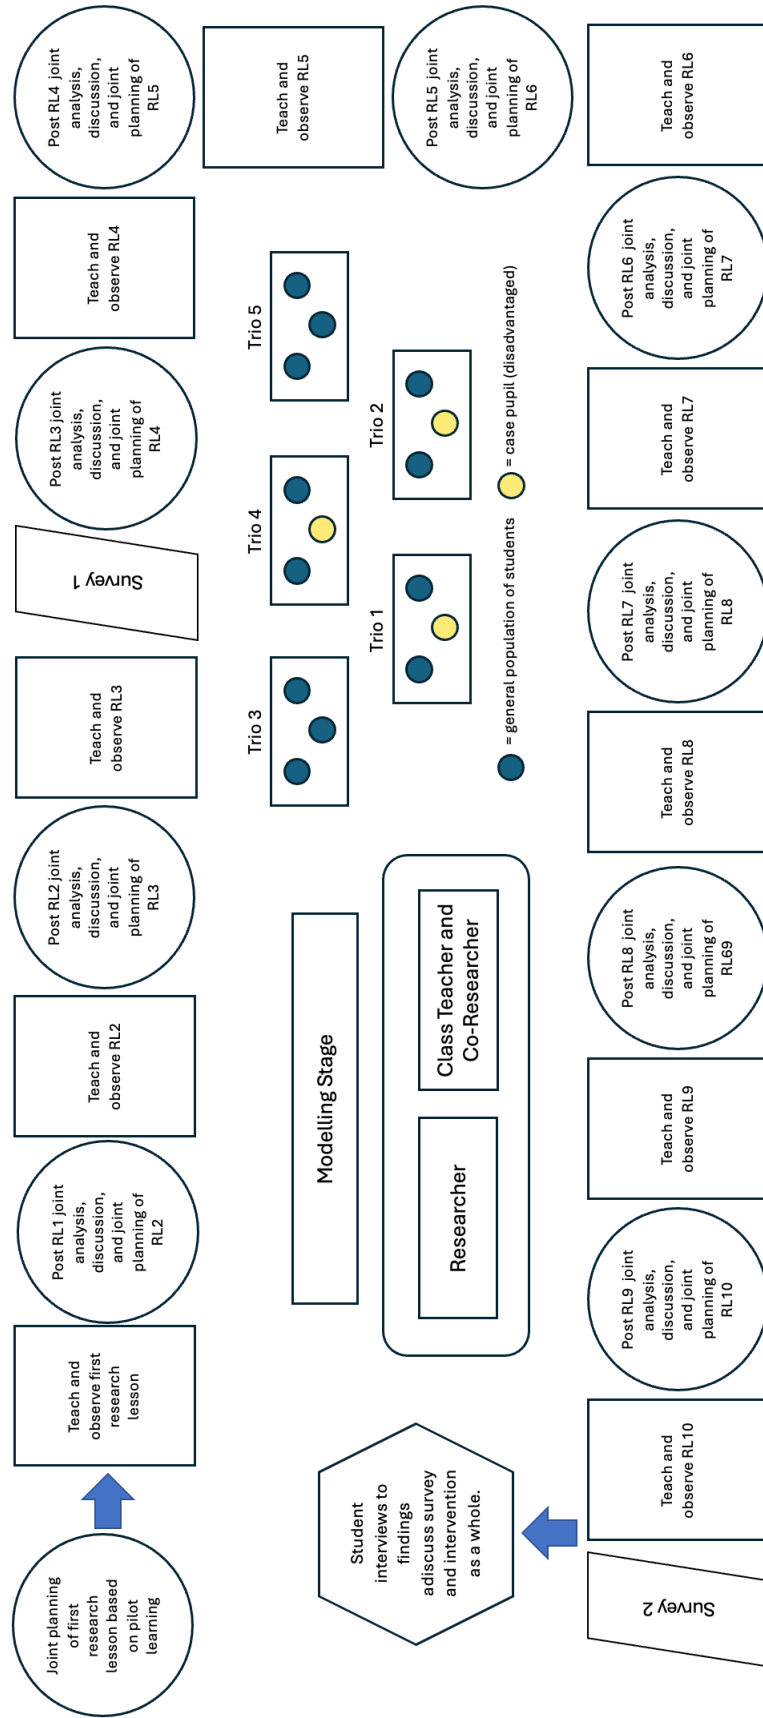 Joint planning
of first
research
lesson based
on pilot
learning
Teach and
observe first
research
lesson
Post RL1 joint
analysis,
discussion,
and joint
planning of
RL2
Teach and
observe RL2
Post RL2 joint
analysis,
discussion,
and joint
planning of
RL3
Teach and
observe RL3
Survey 1
Post RL3 joint
analysis,
discussion,
and joint
planning of
RL4
Teach and
observe RL4
Post RL4 joint
analysis,
discussion,
and joint
planning of
RL5
Teach and
observe RL5
Post RL5 joint
analysis,
discussion,
and joint
planning of
RL6
Teach and
observe RL6
Post RL6 joint
analysis,
discussion,
and joint
planning of
RL7
Teach and
observe RL7
Post RL7 joint
analysis,
discussion,
and joint
planning of
RL8
Teach and
observe RL8
Post RL8 joint
analysis,
discussion,
and joint
planning of
RL69
Teach and
observe RL9
Post RL9 joint
analysis,
discussion,
and joint
planning of
RL10
Teach and
observe RL10
Survey 2
Student
interviews to
findings
adiscuss survey
and intervention
as a whole.
Modelling Stage
Researcher
Class Teacher and
Co-Researcher
Trio 3
Trio 4
Trio 5
Trio 1
Trio 2
= general population of students
= case pupil (disadvantaged)